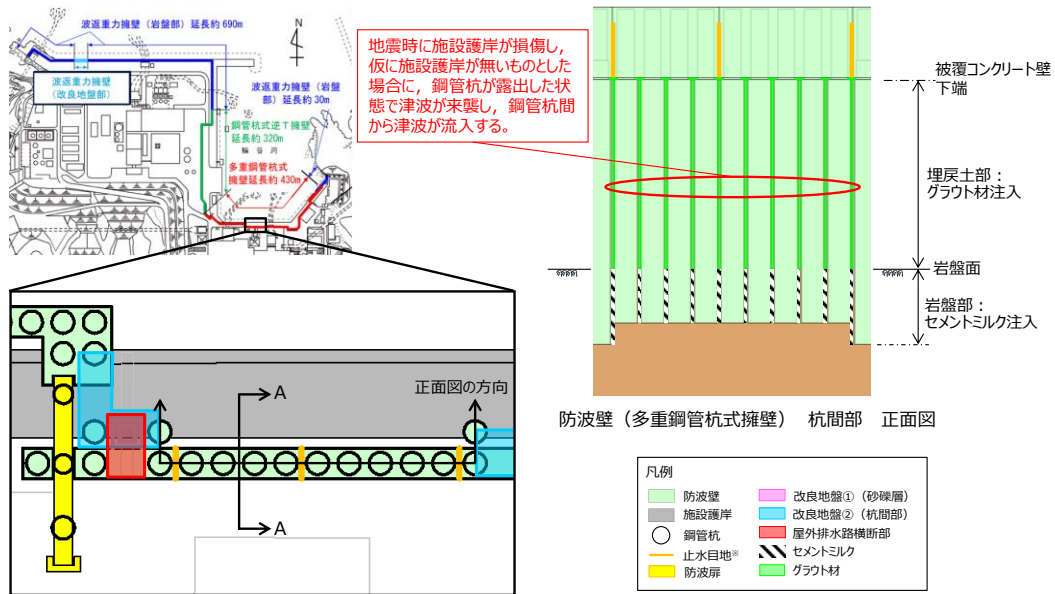 波返重力擁壁（岩盤部）延長約690m
波返重力擁壁
（改良地盤部）
N
波返重力擁壁（岩盤
部）延長約30m
鋼管杭式逆T擁壁
延長約320m
輪谷湾
多重鋼管杭式
擁壁延長約430m
地震時に施設護岸が損傷し，
仮に施設護岸が無いものとした
場合に，鋼管杭が露出した状
態で津波が来襲し，鋼管杭間
から津波が流入する。
被覆コンクリート壁
下端
埋戻土部：
グラウト材注入
岩盤面
岩盤部：
セメントミルク注入
防波壁（多重鋼管杭式擁壁） 杭間部 正面図
A
正面図の方向
A
凡例
防波壁
施設護岸
鋼管杭
止水目地※
防波扉
改良地盤①（砂礫層）
改良地盤②（杭間部）
屋外排水路横断部
セメントミルク
グラウト材